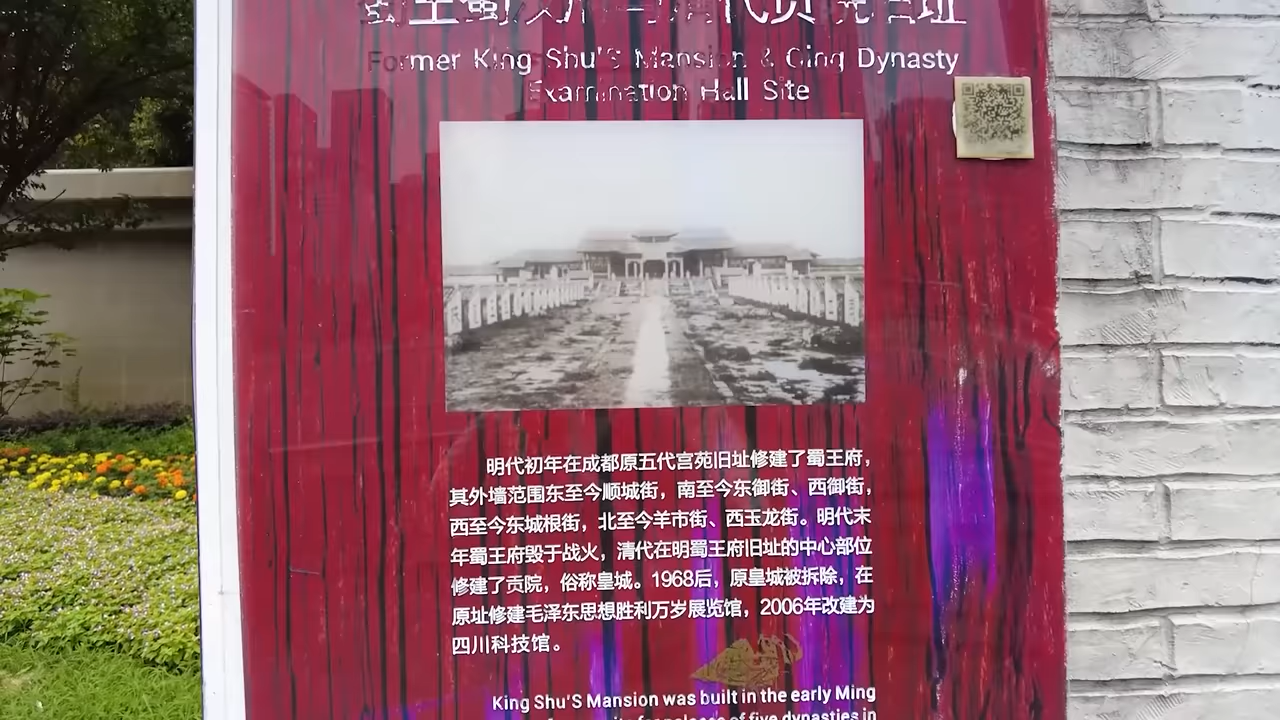 Former King Shu'S Mansion & Qing Dynasty
Examination Hall Site
明代初年在成都原五代宫苑旧址修建了蜀王府，
其外墙范围东至今顺城街，南至今东御街、西御街，
西至今东城根街，北至今羊市街、西玉龙街。明代末
年蜀王府毁于战火，清代在明蜀王府旧址的中心部位
修建了贡院，俗称皇城。1968后，原皇城被拆除，在
原址修建毛泽东思想胜利万岁展览馆，2006年改建为
四川科技馆。
King Shu'S Mansion was built in the early Ming
of five dynasties in